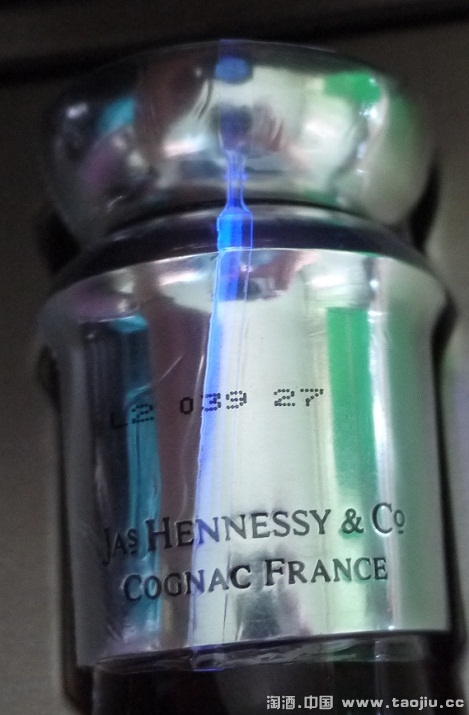 L2 039 27
JAS HENNESSY & Co
COGNAC FRANCE
淘酒.中国 www.taojiu.cc